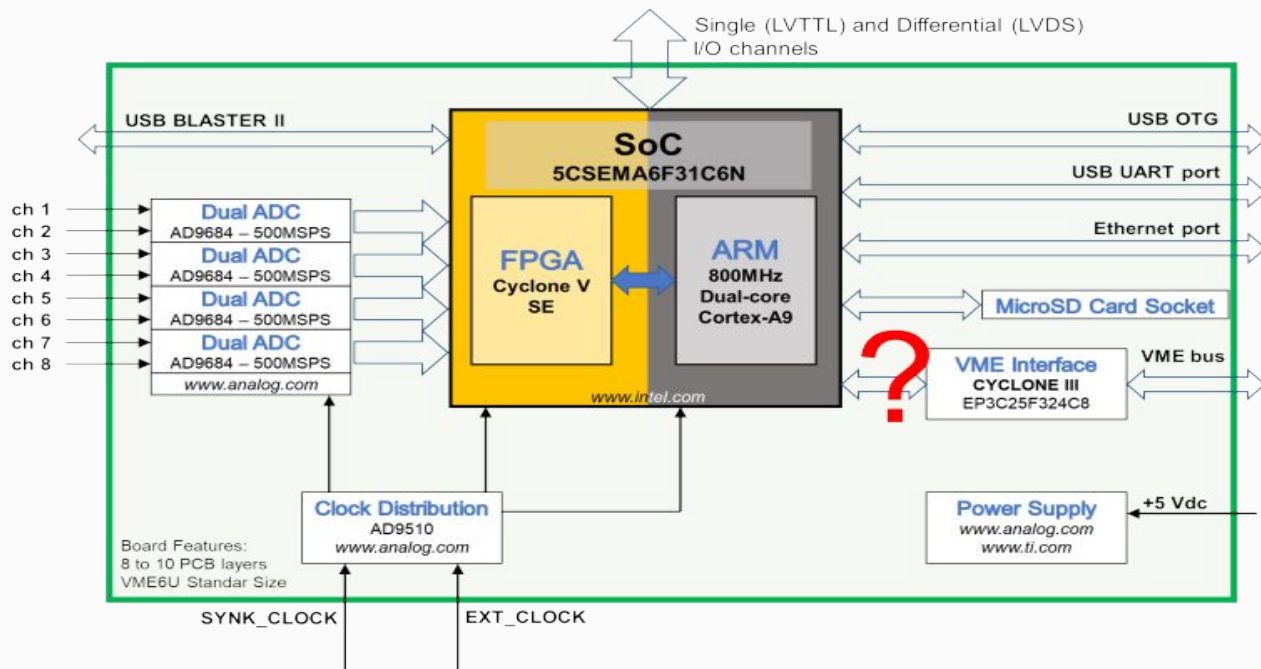 Single (LVTTL) and Differential (LVDS)
I/O channels
USB BLASTER II
SoC
5CSEMA6F31C6N
USB OTG
USB UART port
Ethernet port
ch 1
ch 2
ch 3
ch 4
ch 5
ch 6
ch 7
ch 8
Dual ADC
AD9684 – 500MSPS
Dual ADC
AD9684 – 500MSPS
Dual ADC
AD9684 – 500MSPS
Dual ADC
AD9684 – 500MSPS
www.analog.com
FPGA
Cyclone V
SE
ARM
800MHz
Dual-core
Cortex-A9
www.intel.com
MicroSD Card Socket
?
VME Interface
CYCLONE III
EP3C25F324C8
VME bus
Clock Distribution
AD9510
www.analog.com
Power Supply
www.analog.com
www.ti.com
+5 Vdc
Board Features:
8 to 10 PCB layers
VME6U Standar Size
SYNK_CLOCK
EXT_CLOCK